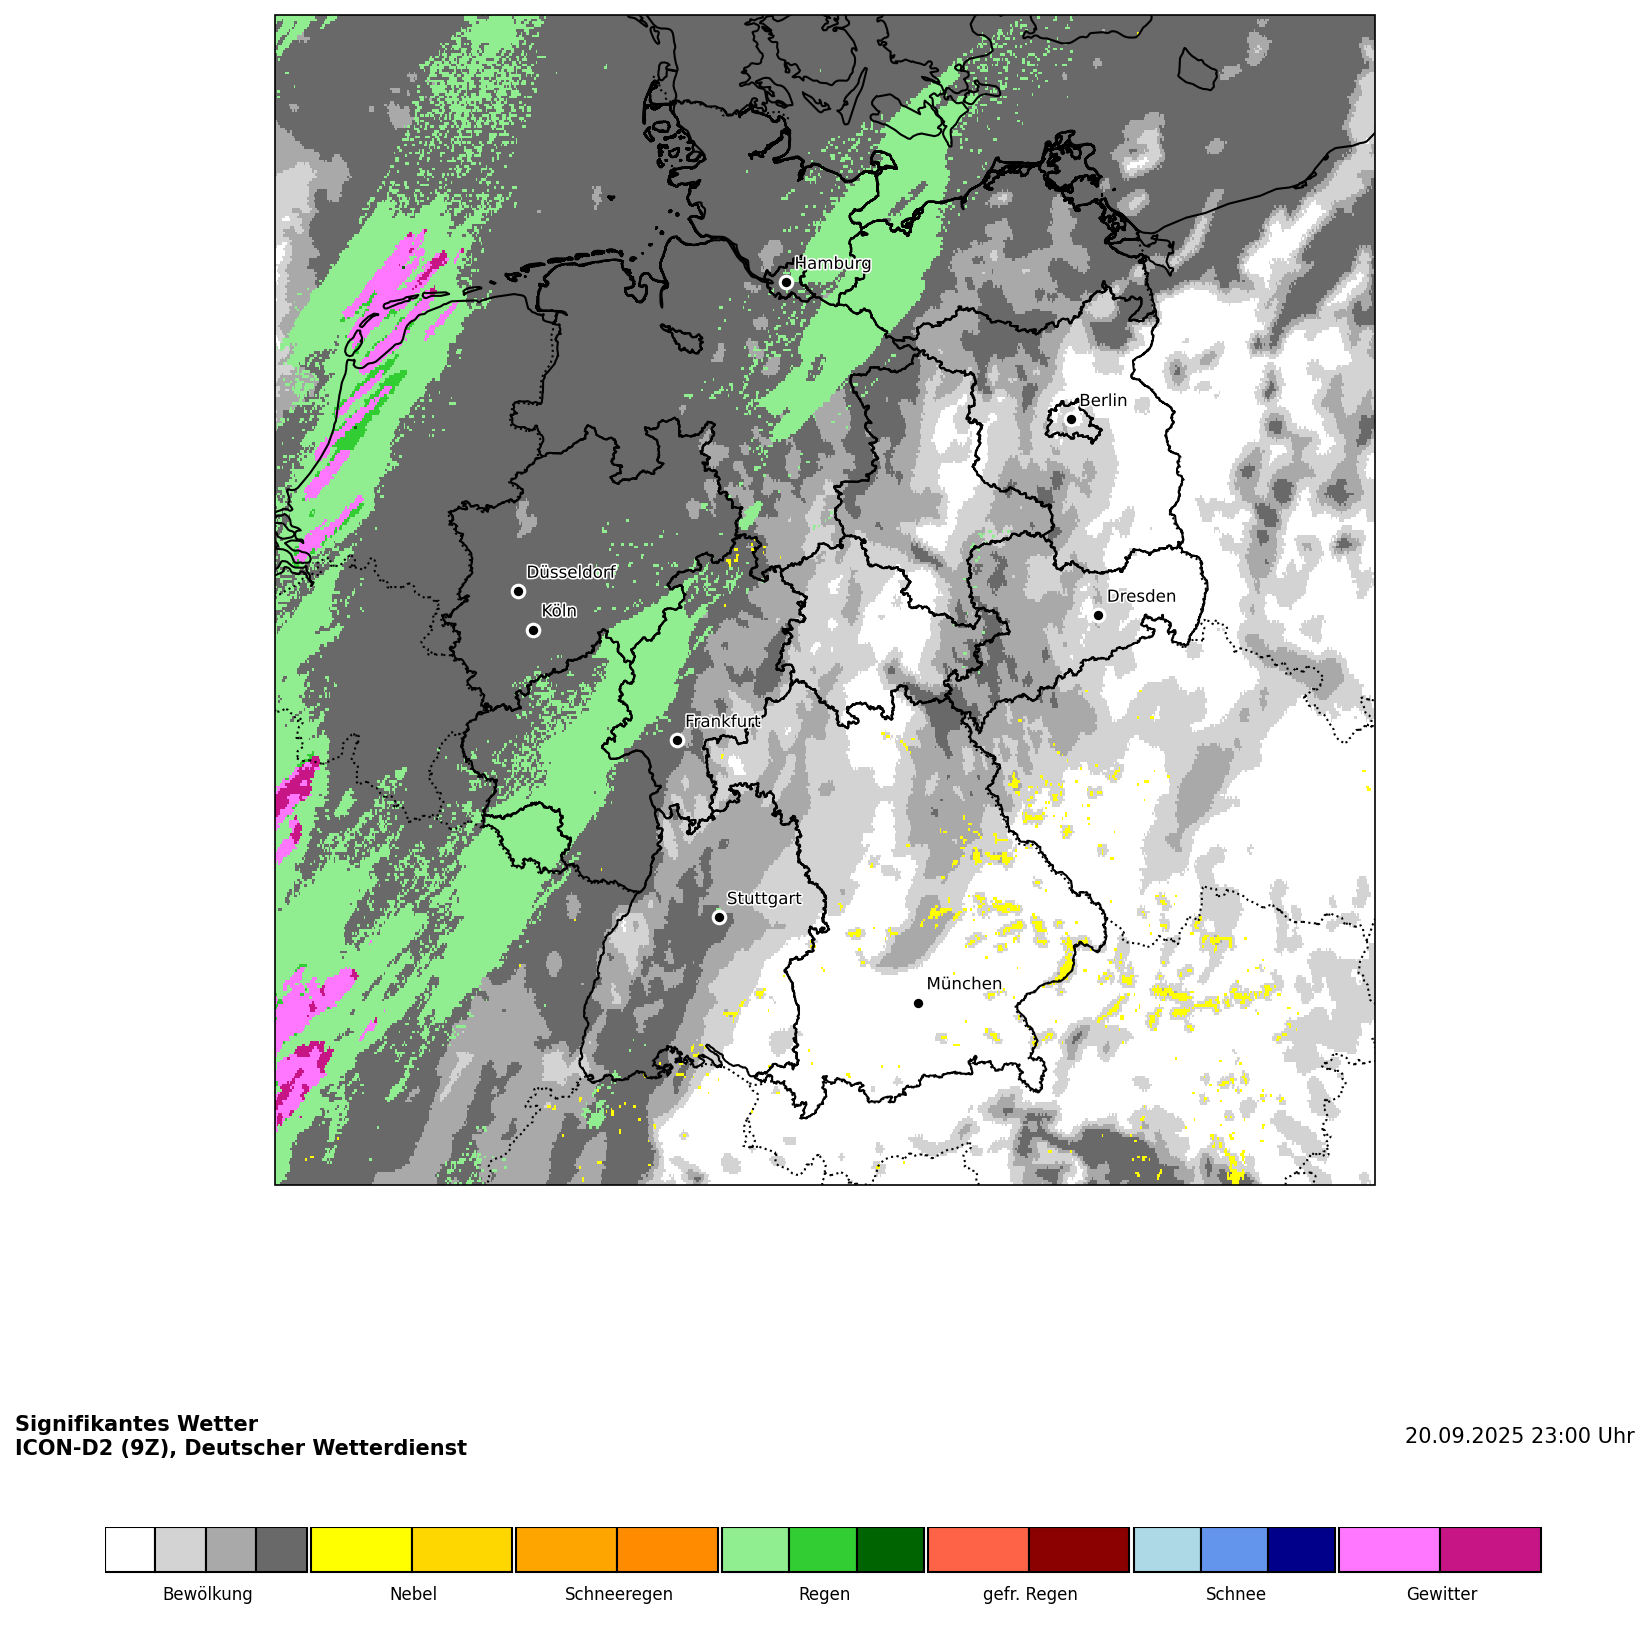 Hamburg
Berlin
Düsseldorf
Köln
Dresden
Frankfurt
Stuttgart
München
Signifikantes Wetter
ICON-D2 (9Z), Deutscher Wetterdienst
20.09.2025 23:00 Uhr
Bewölkung
Nebel
Schneeregen
Regen
gefr. Regen
Schnee
Gewitter